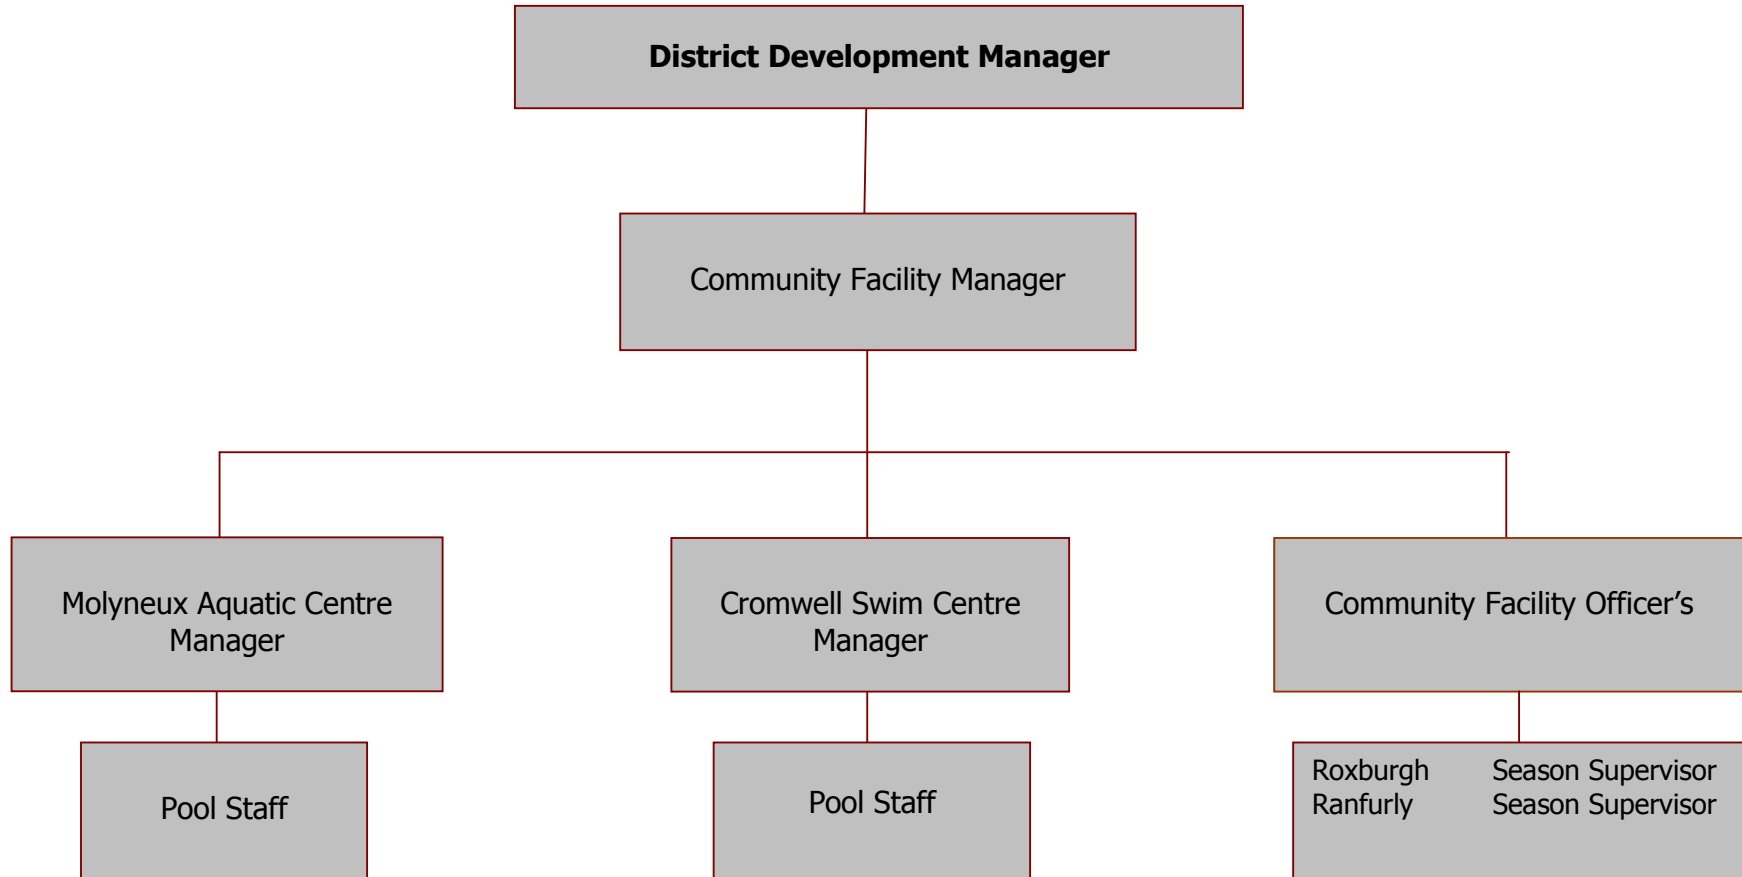 District Development Manager
Community Facility Manager
Molyneux Aquatic Centre
Manager
Cromwell Swim Centre
Manager
Community Facility Officer’s
Pool Staff
Pool Staff
Roxburgh Season Supervisor
Ranfurly Season Supervisor